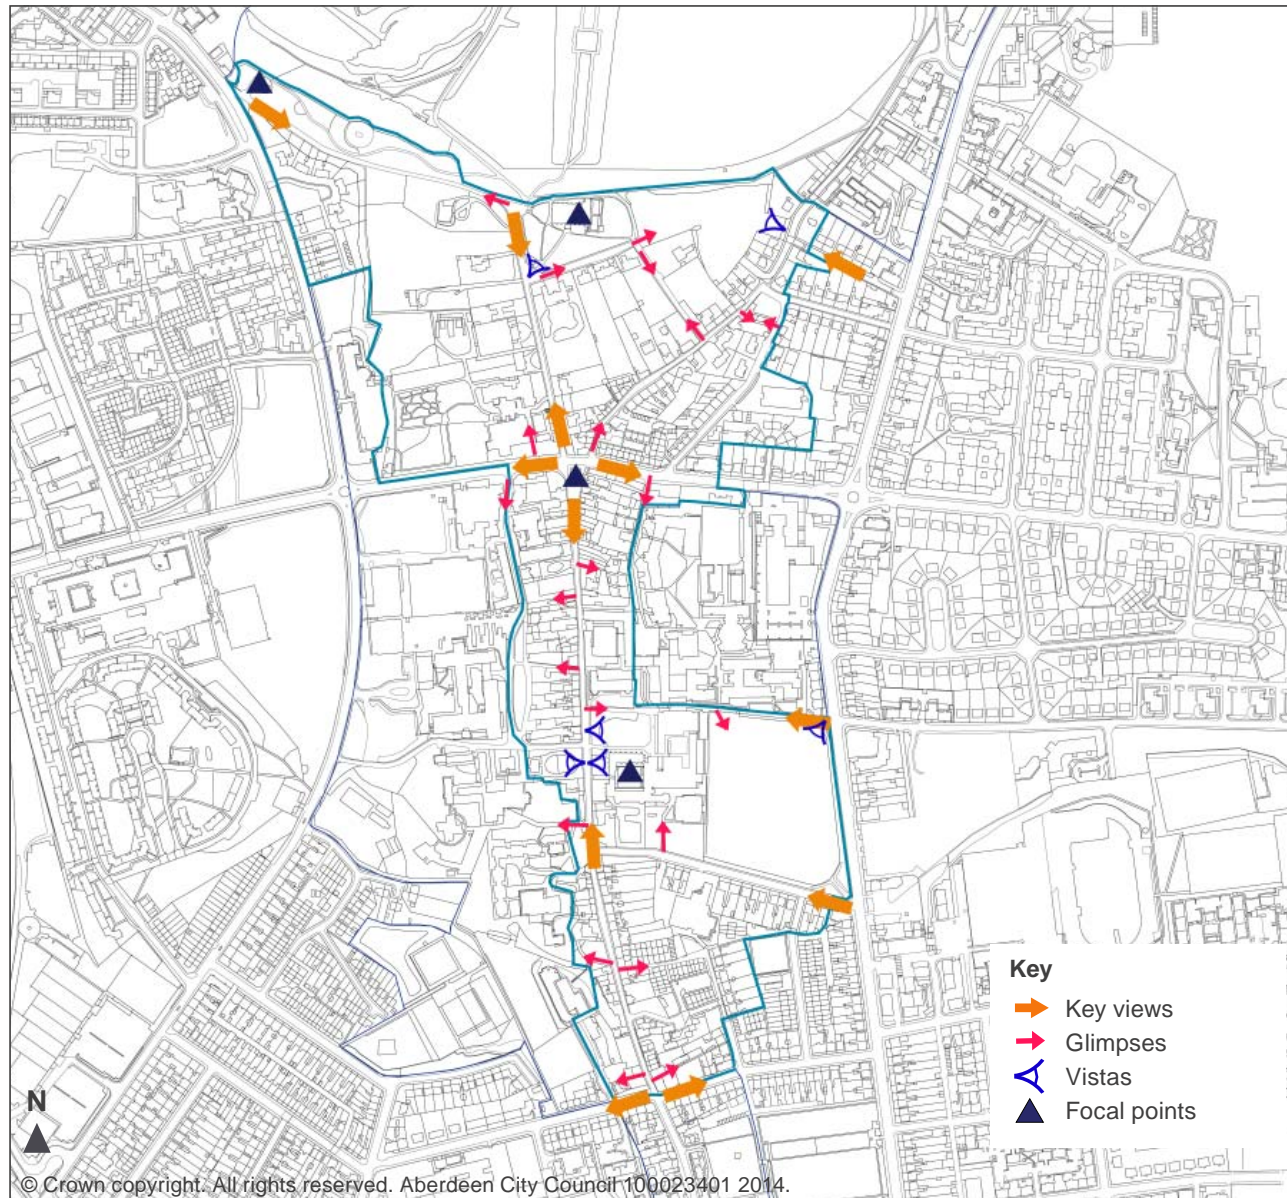 Key
Key views
Glimpses
Vistas
Focal points
N
© Crown copyright. All rights reserved. Aberdeen City Council 100023401 2014.